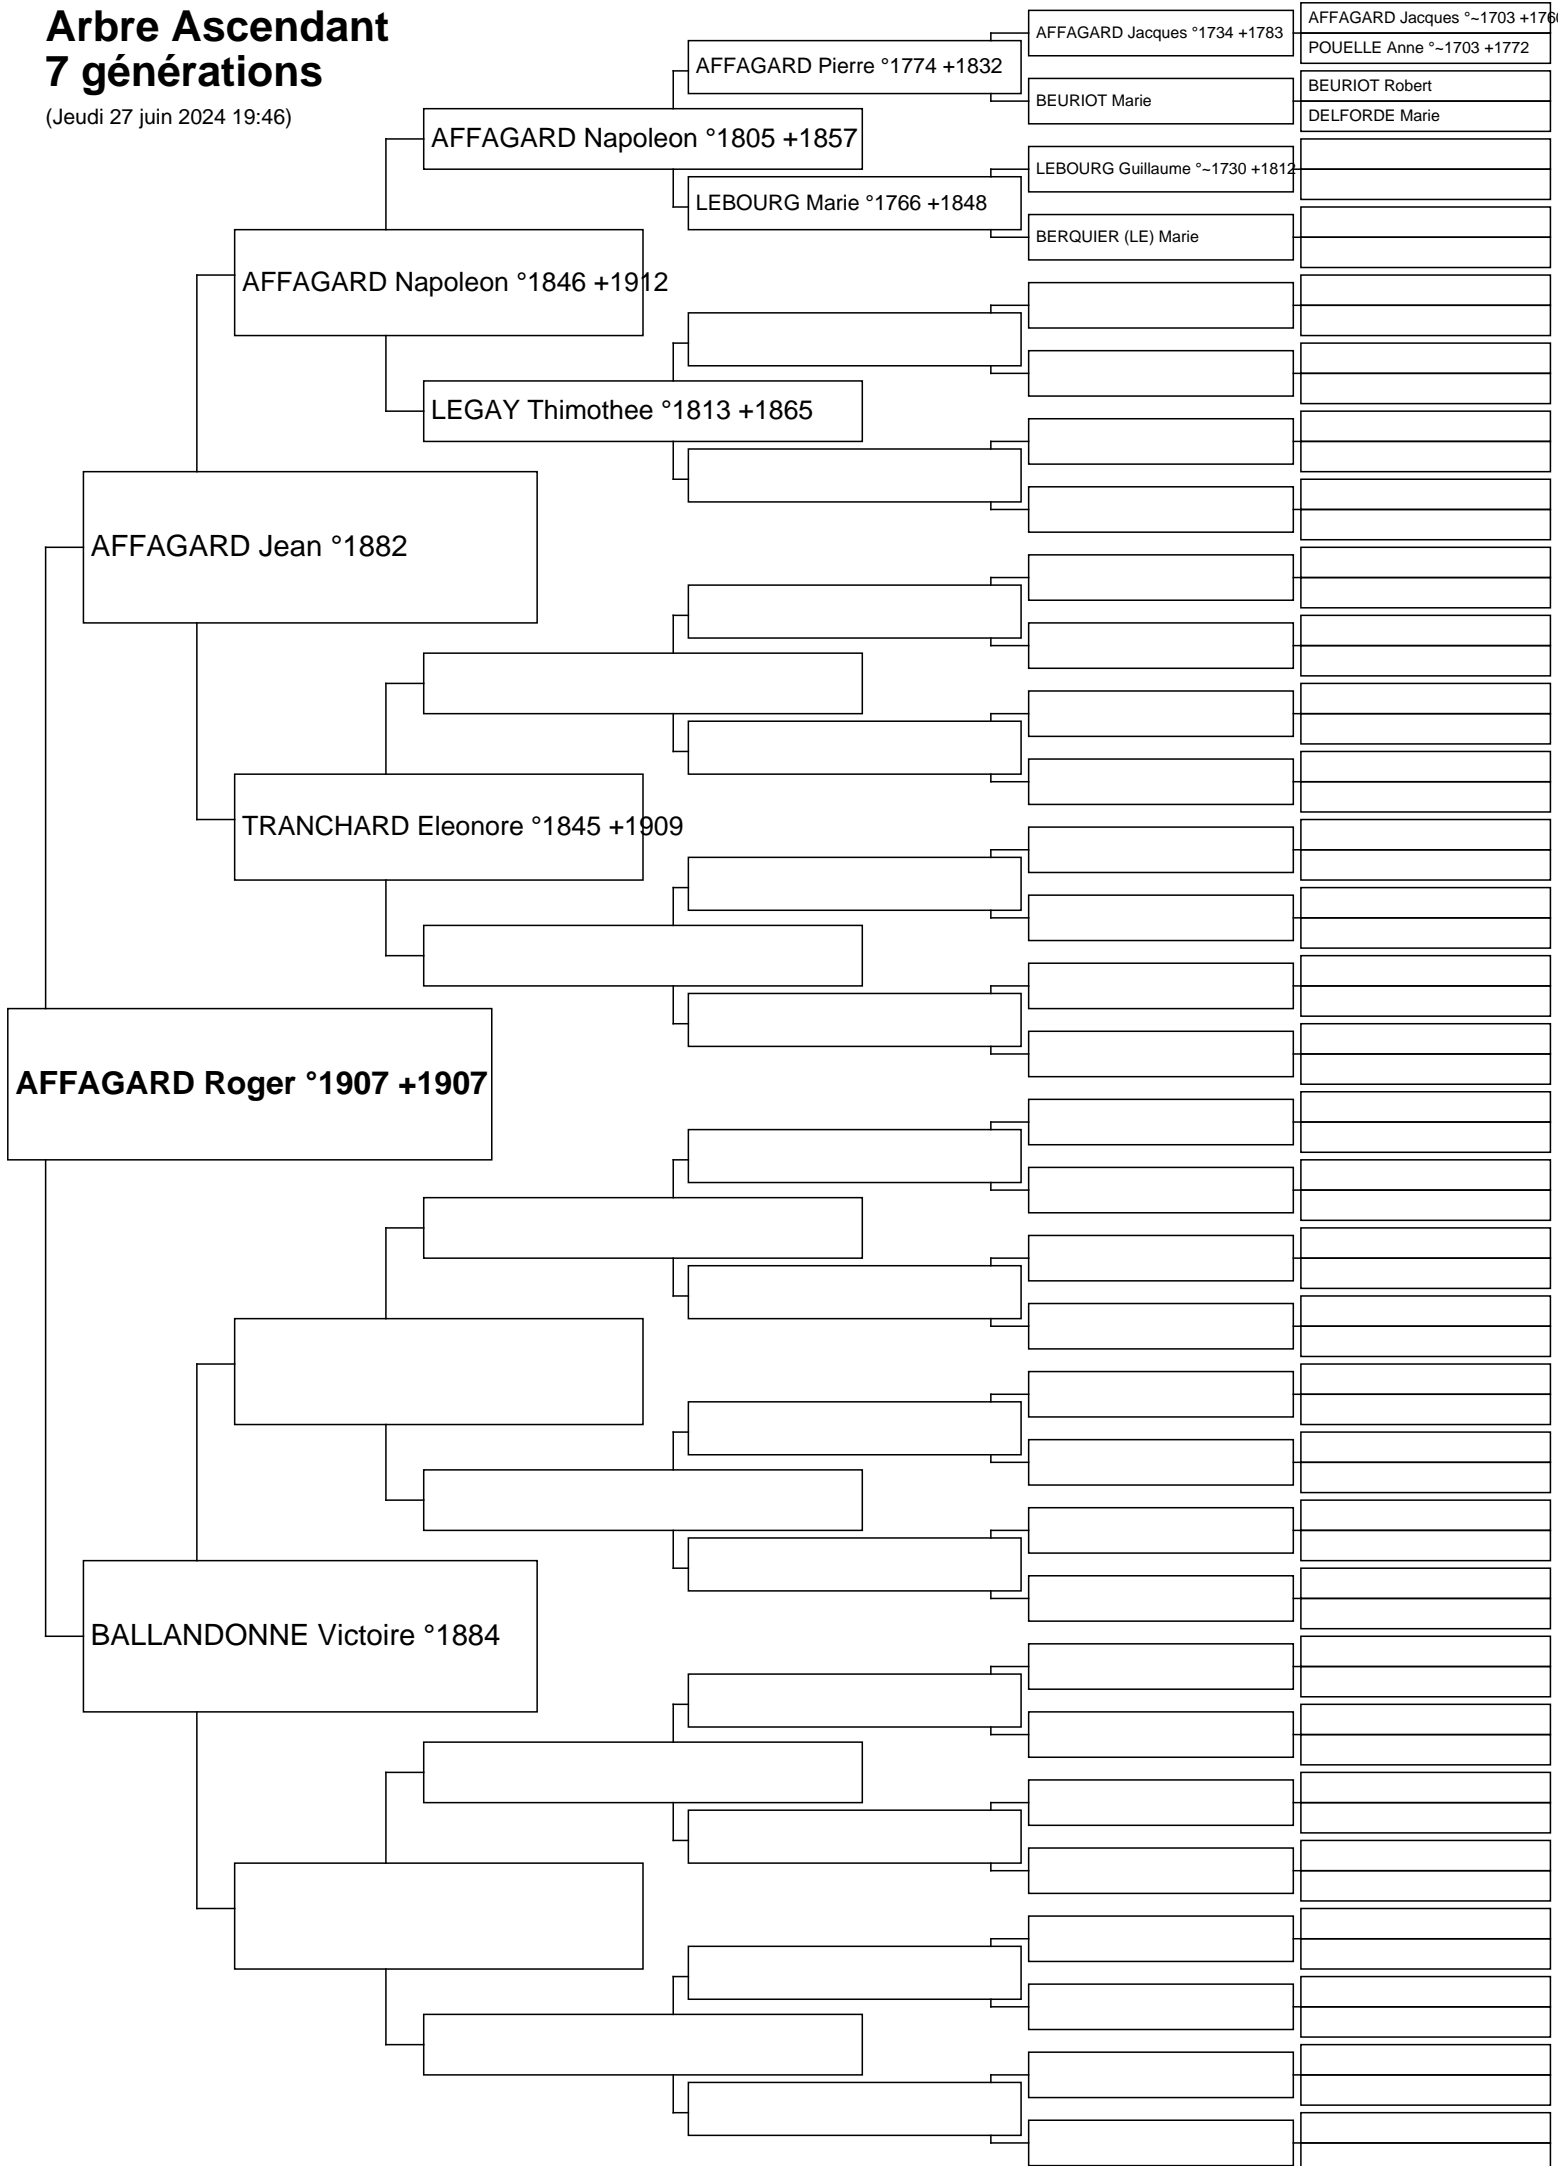 Arbre Ascendant
7 générations
(Jeudi 27 juin 2024 19:46)
AFFAGARD Jacques °1734 +1783
AFFAGARD Jacques °~1703
POUELLE Anne °~1703 +1772
AFFAGARD Pierre °1774 +1832
BEURIOT Marie
BEURIOT Robert
DELFORDE Marie
AFFAGARD Napoleon °1805 +1857
LEBOURG Guillaume °~1730 +1812
LEBOURG Marie °1766 +1848
BERQUIER (LE) Marie
AFFAGARD Napoleon °1846 +1912
LEGAY Thimothee °1813 +1865
AFFAGARD Jean °1882
TRANCHARD Eleonore °1845 +1909
AFFAGARD Roger °1907 +1907
BALLANDONNE Victoire °1884